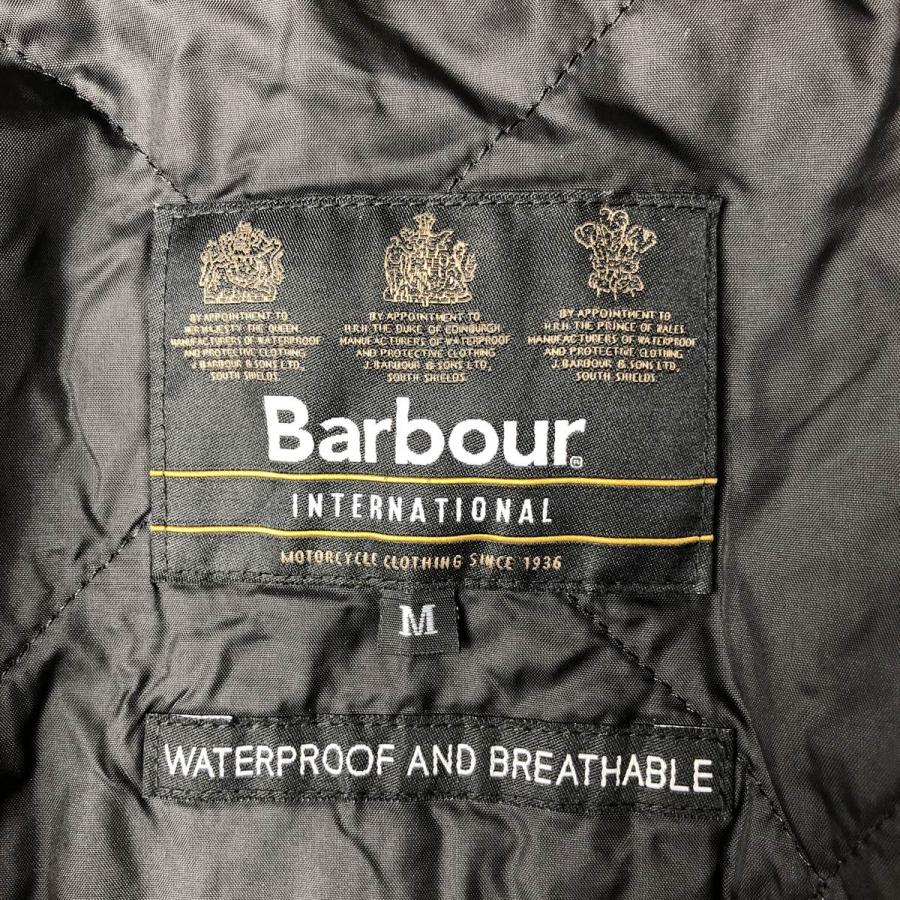 BY APPOINTMENT TO
HER MAJESTY THE QUEEN
MANUFACTURERS OF WATERPROOF
AND PROTECTIVE CLOTHING
J. BARBOUR & SONS LTD,
SOUTH SHIELDS
BY APPOINTMENT TO
H.R.H. THE DUKE OF EDINBURGH
MANUFACTURERS OF WATERPROOF
AND PROTECTIVE CLOTHING
J. BARBOUR & SONS LTD,
SOUTH SHIELDS
BY APPOINTMENT TO
H.R.H. THE PRINCE OF WALES
MANUFACTURERS OF WATERPROOF
AND PROTECTIVE CLOTHING
J. BARBOUR & SONS LTD,
SOUTH SHIELDS.
Barbour®
INTERNATIONAL
MOTORCYCLE CLOTHING SINCE 1936
M
WATERPROOF AND BREATHABLE